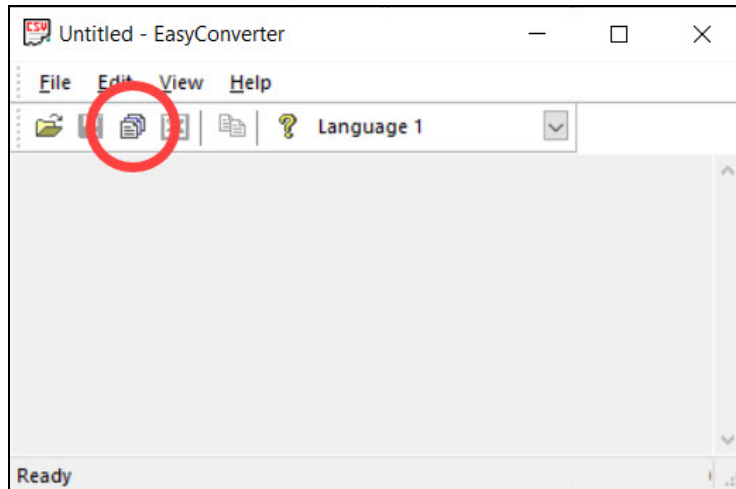 CSV Untitled - EasyConverter
File Edit View Help
Language 1
Ready